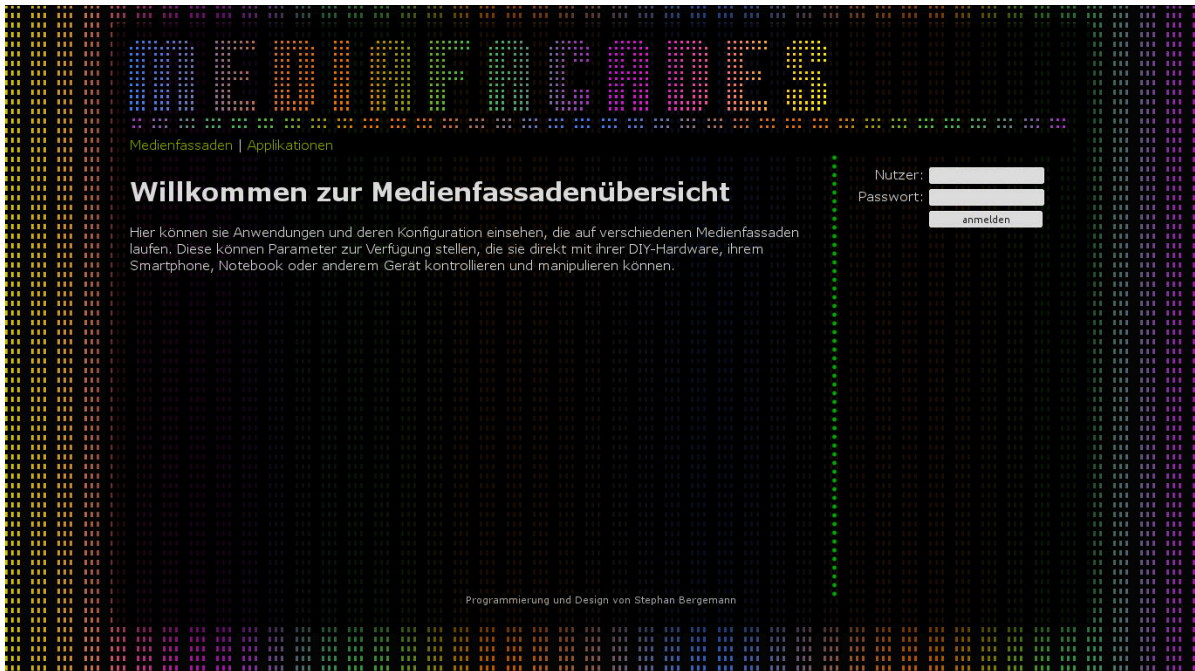 MEDIAFACADES
Medienfassaden | Applikationen
Willkommen zur Medienfassadenübersicht
Hier können sie Anwendungen und deren Konfiguration einsehen, die auf verschiedenen Medienfassaden
laufen. Diese können Parameter zur Verfügung stellen, die sie direkt mit ihrer DIY-Hardware, ihrem
Smartphone, Notebook oder anderem Gerät kontrollieren und manipulieren können.
Nutzer:
Passwort:
anmelden
Programmierung und Design von Stephan Bergemann